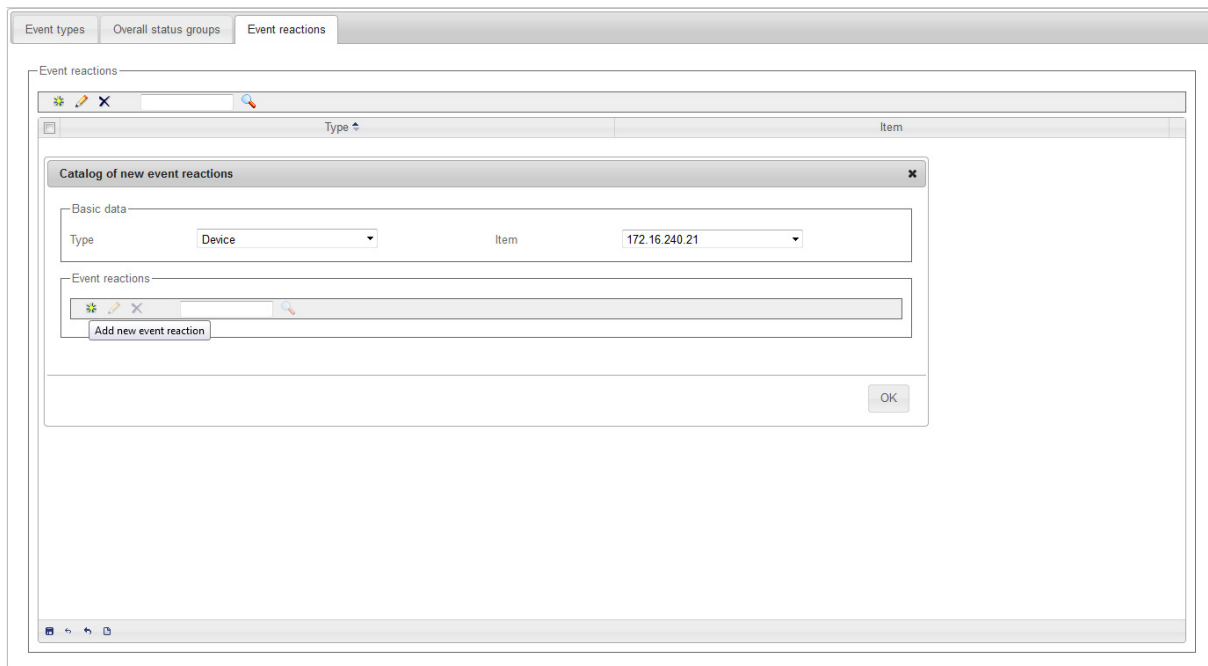 Event types Overall status groups Event reactions
Event reactions
Type Item
Catalog of new event reactions
Basic data
Type Device Item 172.16.240.21
Event reactions
Add new event reaction
OK